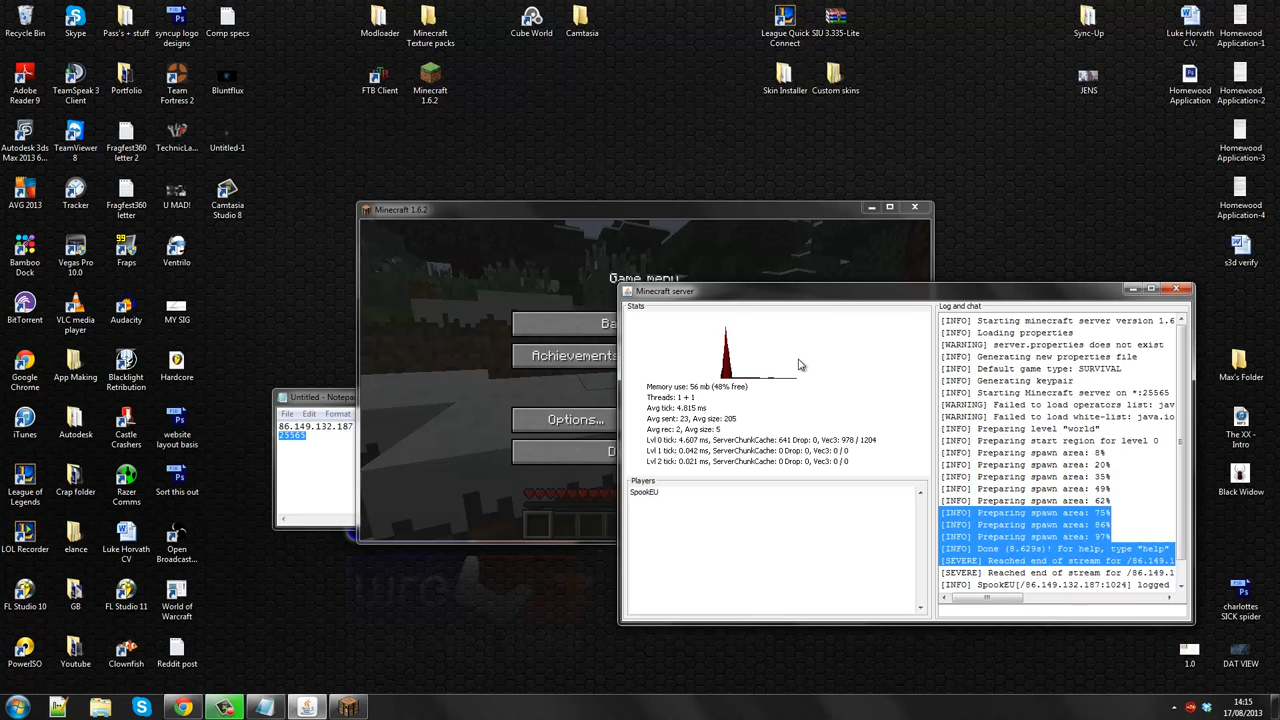 Recycle Bin
Skype
Pass's + stuff
syncup logo
designs
Comp specs
Modloader
Minecraft
Texture packs
Cube World
Camtasia
League Quick
Connect
SIU 3.335-Lite
Sync-Up
Luke Horvath
C.V.
Homewood
Application-1
Adobe
Reader 9
TeamSpeak 3
Client
Portfolio
Team
Fortress 2
Bluntflux
FTB Client
Minecraft
1.6.2
Skin Installer
Custom skins
JENS
Homewood
Application
Homewood
Application-2
Autodesk 3ds
Max 2013 6...
TeamViewer
8
Fragfest360
letter 2
TechnicLa...
Untitled-1
Homewood
Application-3
AVG 2013
Tracker
Fragfest360
letter
U MAD!
Camtasia
Studio 8
Homewood
Application-4
Bamboo
Dock
Vegas Pro
10.0
99
Fraps
Ventrilo
s3d verify
BitTorrent
VLC media
player
Audacity
MY SIG
Google
Chrome
App Making
Blacklight
Retribution
Hardcore
Max's Folder
iTunes
Autodesk
Castle
Crashers
website
layout basis
The XX -
Intro
League of
Legends
Crap folder
Razer
Comms
Sort this out
Black Widow
LOL Recorder
elance
Luke Horvath
CV
Open
Broadcast...
FL Studio 10
GB
FL Studio 11
World of
Warcraft
charlottes
SICK spider
PowerISO
Youtube
Clownfish
Reddit post
1.0
DAT VIEW
Minecraft 1.6.2
Game menu
Ba
Achievements
Options...
D
Untitled - Notepa
File Edit Format
86.149.132.187
25565
Minecraft server
Stats
Memory use: 56 mb (48% free)
Threads: 1 + 1
Avg tick: 4.815 ms
Avg sent: 23, Avg size: 205
Avg rec: 2, Avg size: 5
Lvl 0 tick: 4.607 ms, ServerChunkCache: 641 Drop: 0, Vec3: 978 / 1204
Lvl 1 tick: 0.042 ms, ServerChunkCache: 0 Drop: 0, Vec3: 0 / 0
Lvl 2 tick: 0.021 ms, ServerChunkCache: 0 Drop: 0, Vec3: 0 / 0
Players
SpookEU
Log and chat
[INFO] Starting minecraft server version 1.6
[INFO] Loading properties
[WARNING] server.properties does not exist
[INFO] Generating new properties file
[INFO] Default game type: SURVIVAL
[INFO] Generating keypair
[INFO] Starting Minecraft server on *:25565
[WARNING] Failed to load operators list: jav
[WARNING] Failed to load white-list: java.io
[INFO] Preparing level "world"
[INFO] Preparing start region for level 0
[INFO] Preparing spawn area: 8%
[INFO] Preparing spawn area: 20%
[INFO] Preparing spawn area: 35%
[INFO] Preparing spawn area: 49%
[INFO] Preparing spawn area: 62%
[INFO] Preparing spawn area: 75%
[INFO] Preparing spawn area: 86%
[INFO] Preparing spawn area: 97%
[INFO] Done (8.629s)! For help, type "help"
[SEVERE] Reached end of stream for /86.149.1
[SEVERE] Reached end of stream for /86.149.1
[INFO] SpookEU[/86.149.132.187:1024] logged
14:15
17/08/2013